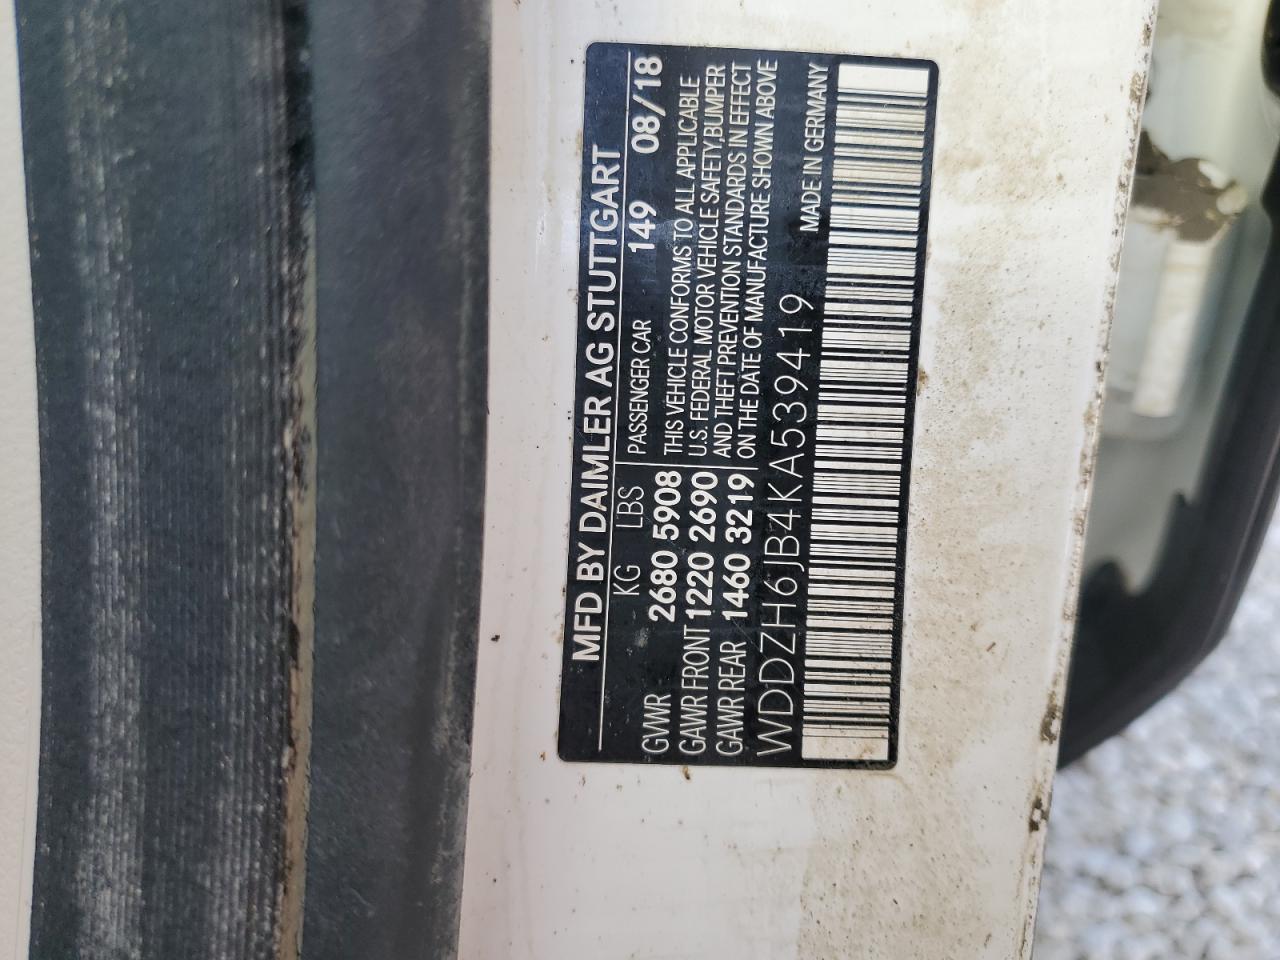 MFD BY DAIMLER AG STUTTGART
KG LBS PASSENGER CAR 149 08/18
GVWR 2680 5908
GAWR FRONT 1220 2690
GAWR REAR 1460 3219
THIS VEHICLE CONFORMS TO ALL APPLICABLE
U.S. FEDERAL MOTOR VEHICLE SAFETY,BUMPER
AND THEFT PREVENTION STANDARDS IN EFFECT
ON THE DATE OF MANUFACTURE SHOWN ABOVE
WDDZH6JB4KA539419 MADE IN GERMANY